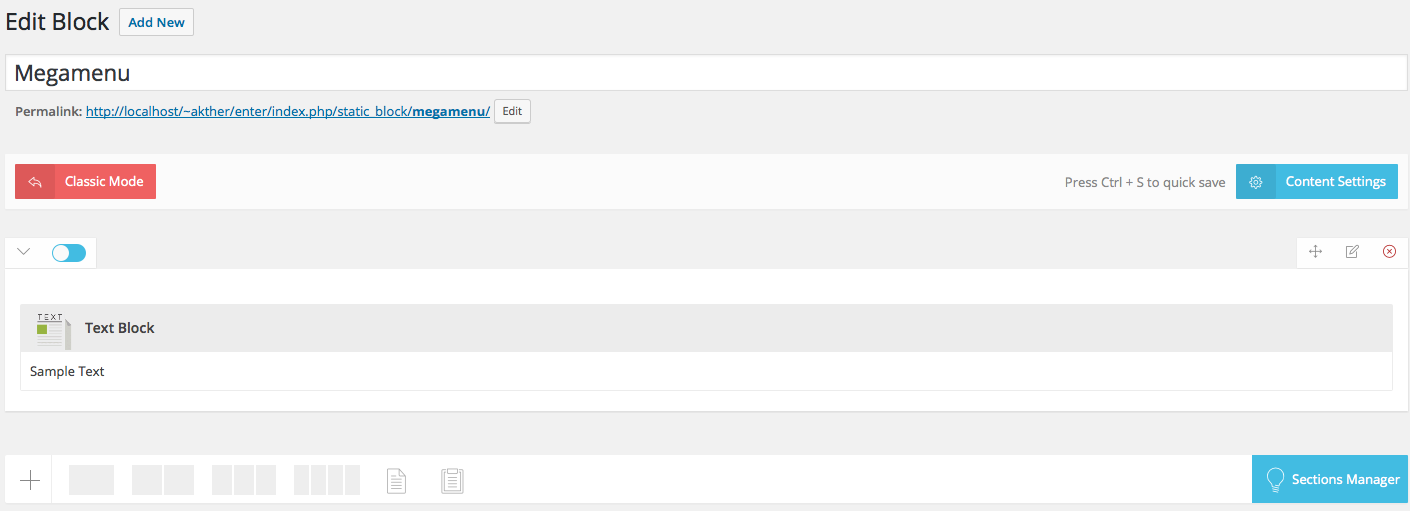 Edit Block Add New
Megamenu
Permalink: http://localhost/~akther/enter/index.php/static_block/megamenu/ Edit
Classic Mode Press Ctrl + S to quick save Content Settings
TEXT
Text Block
Sample Text
Sections Manager